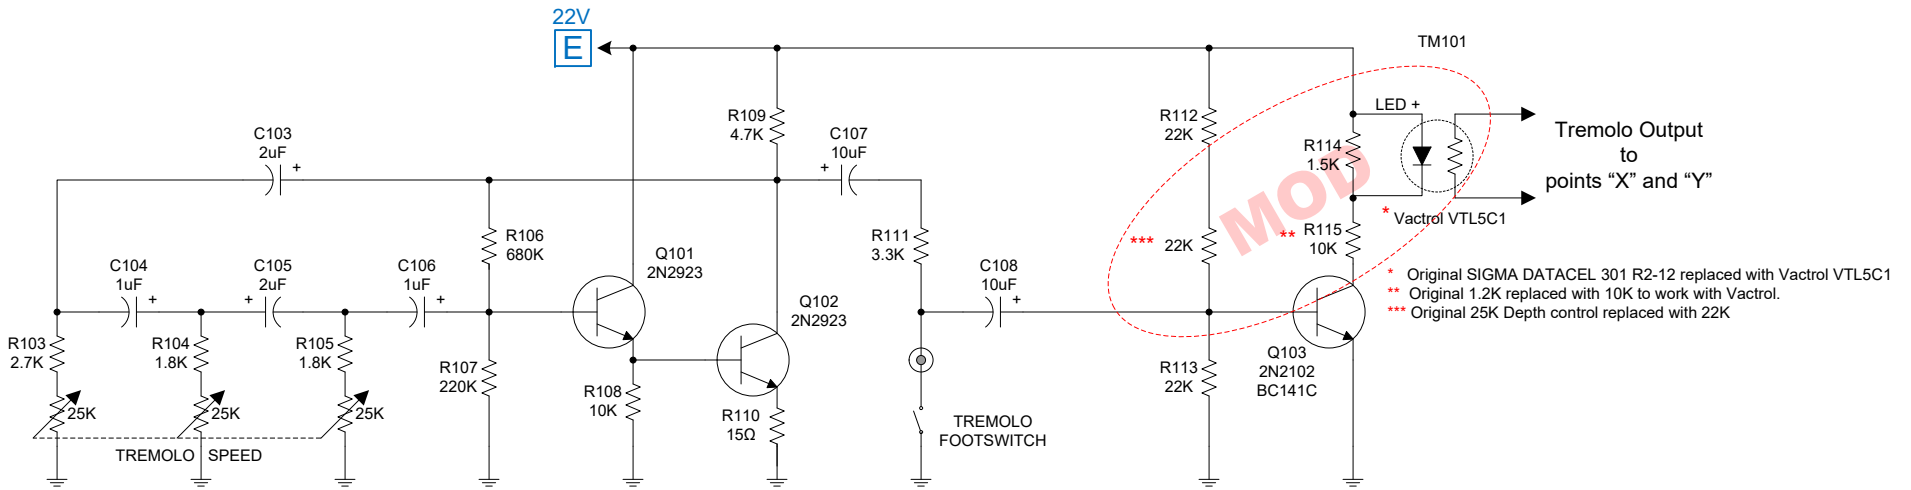 22V
E
TM101
LED +
R109
4.7K
R112
22K
C103
2uF
+
C107
10uF
+
R114
1.5K
Tremolo Output
to
points “X” and “Y”
MOD
* Vactrol VTL5C1
R106
680K
R111
3.3K
*** 22K
** R115
10K
Q101
2N2923
C104
1uF
+
C105
2uF
+
C106
1uF
+
C108
10uF
+
* Original SIGMA DATACEL 301 R2-12 replaced with Vactrol VTL5C1
** Original 1.2K replaced with 10K to work with Vactrol.
*** Original 25K Depth control replaced with 22K
Q102
2N2923
R103
2.7K
R104
1.8K
R105
1.8K
R107
220K
R108
10K
R113
22K
Q103
2N2102
BC141C
25K
25K
25K
R110
15Ω
TREMOLO
FOOTSWITCH
TREMOLO SPEED